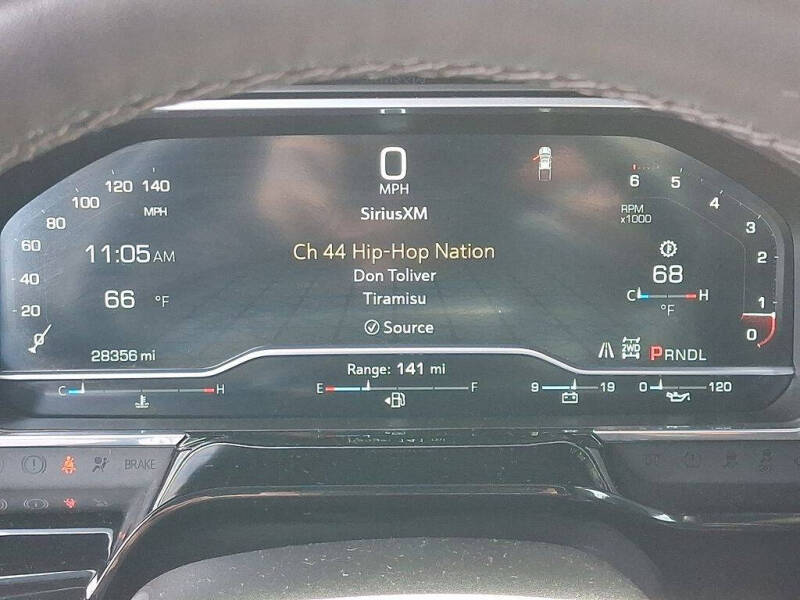 0
MPH
SiriusXM
Ch 44 Hip-Hop Nation
Don Toliver
Tiramisu
Source
140
120
100
80
60
40
20
0
MPH
11:05 AM
66 °F
28356 mi
6
5
4
3
2
1
0
RPM
x1000
68
C H
°F
2WD
PRNDL
Range: 141 mi
C H
E F
9 19
0 120
BRAKE